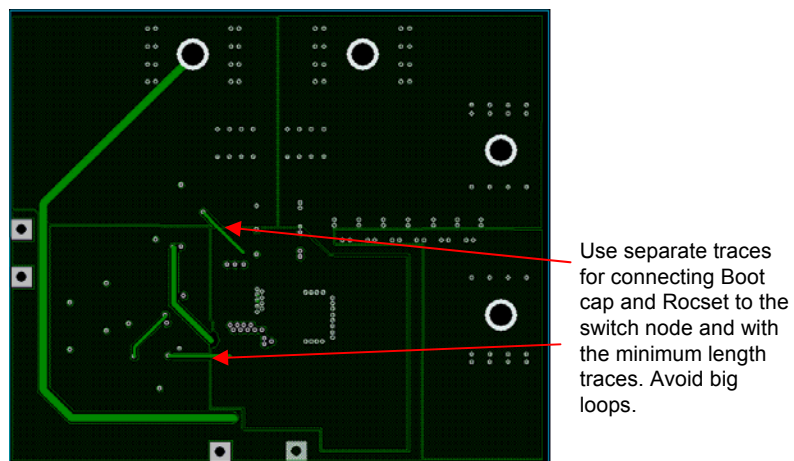 Use separate traces
for connecting Boot
cap and Rocset to the
switch node and with
the minimum length
traces. Avoid big
loops.